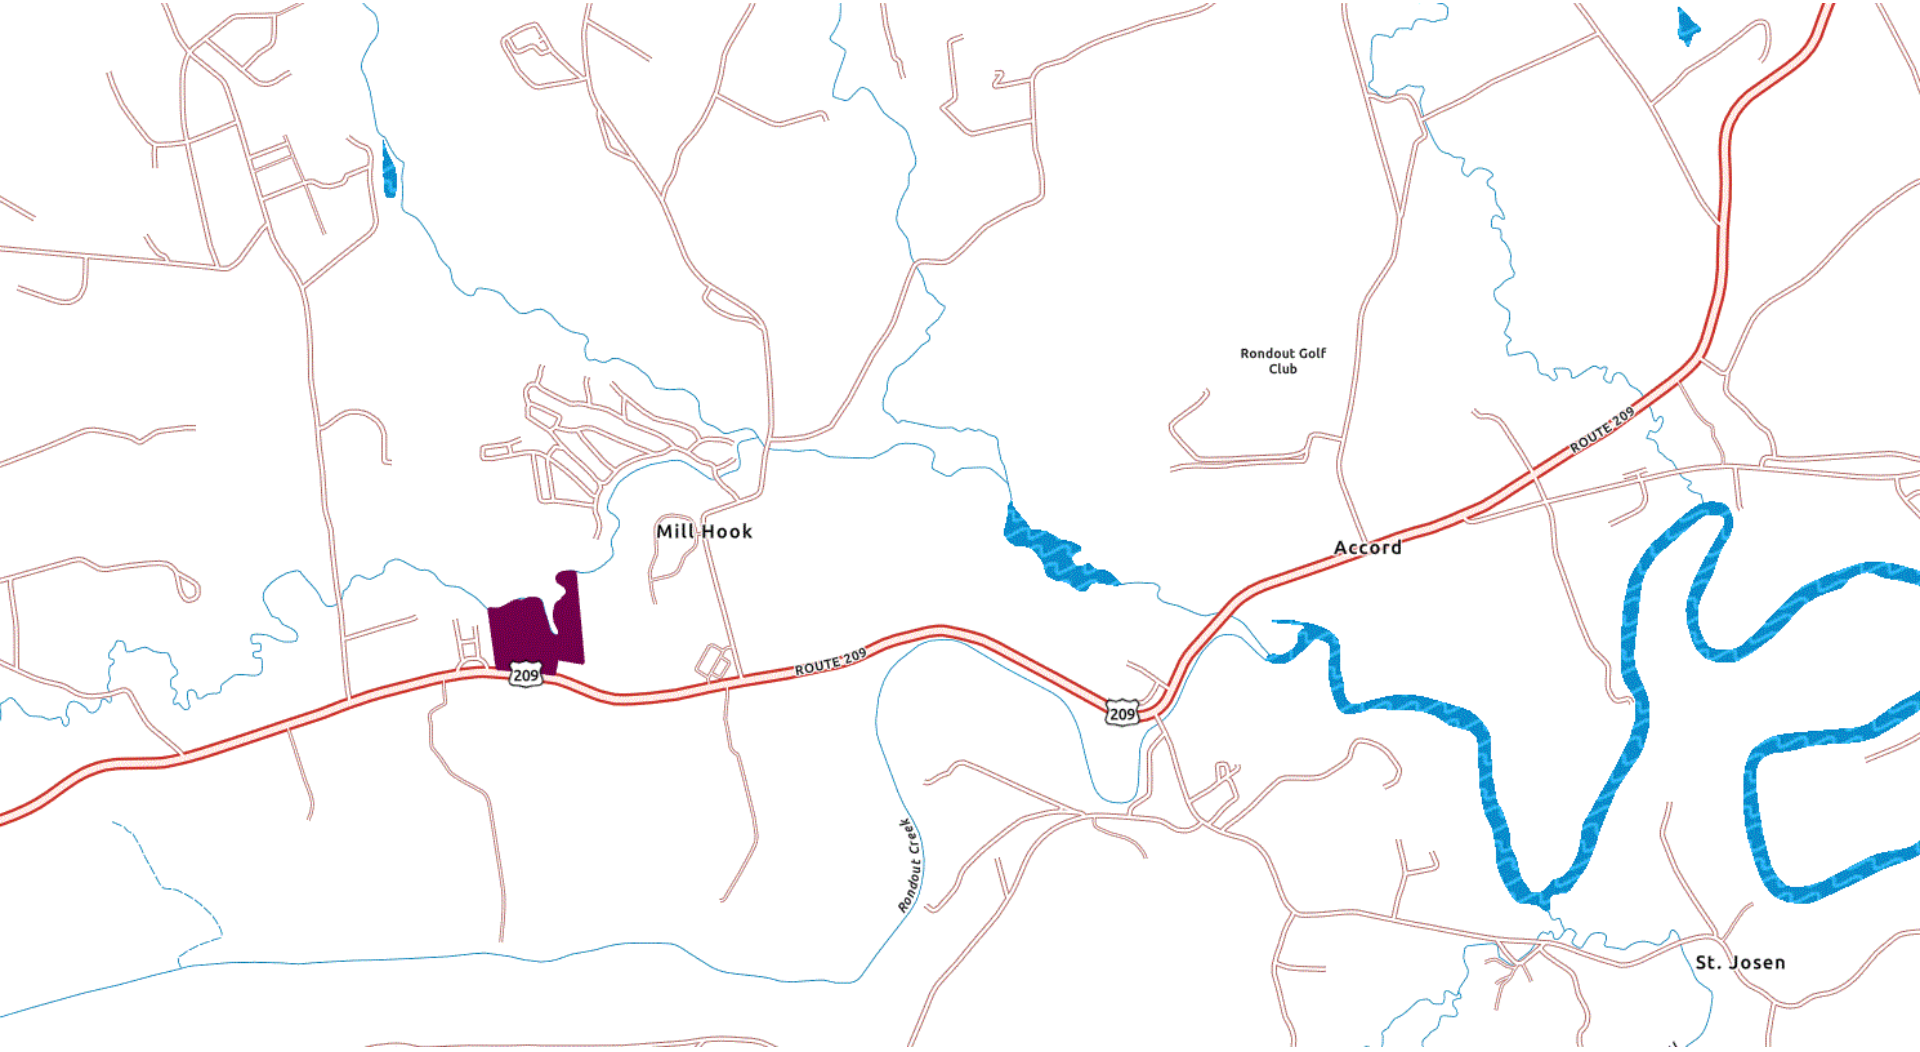 Rondout Golf
Club
ROUTE 209
Mill Hook
Accord
ROUTE 209
209
209
Rondout Creek
St. Josen